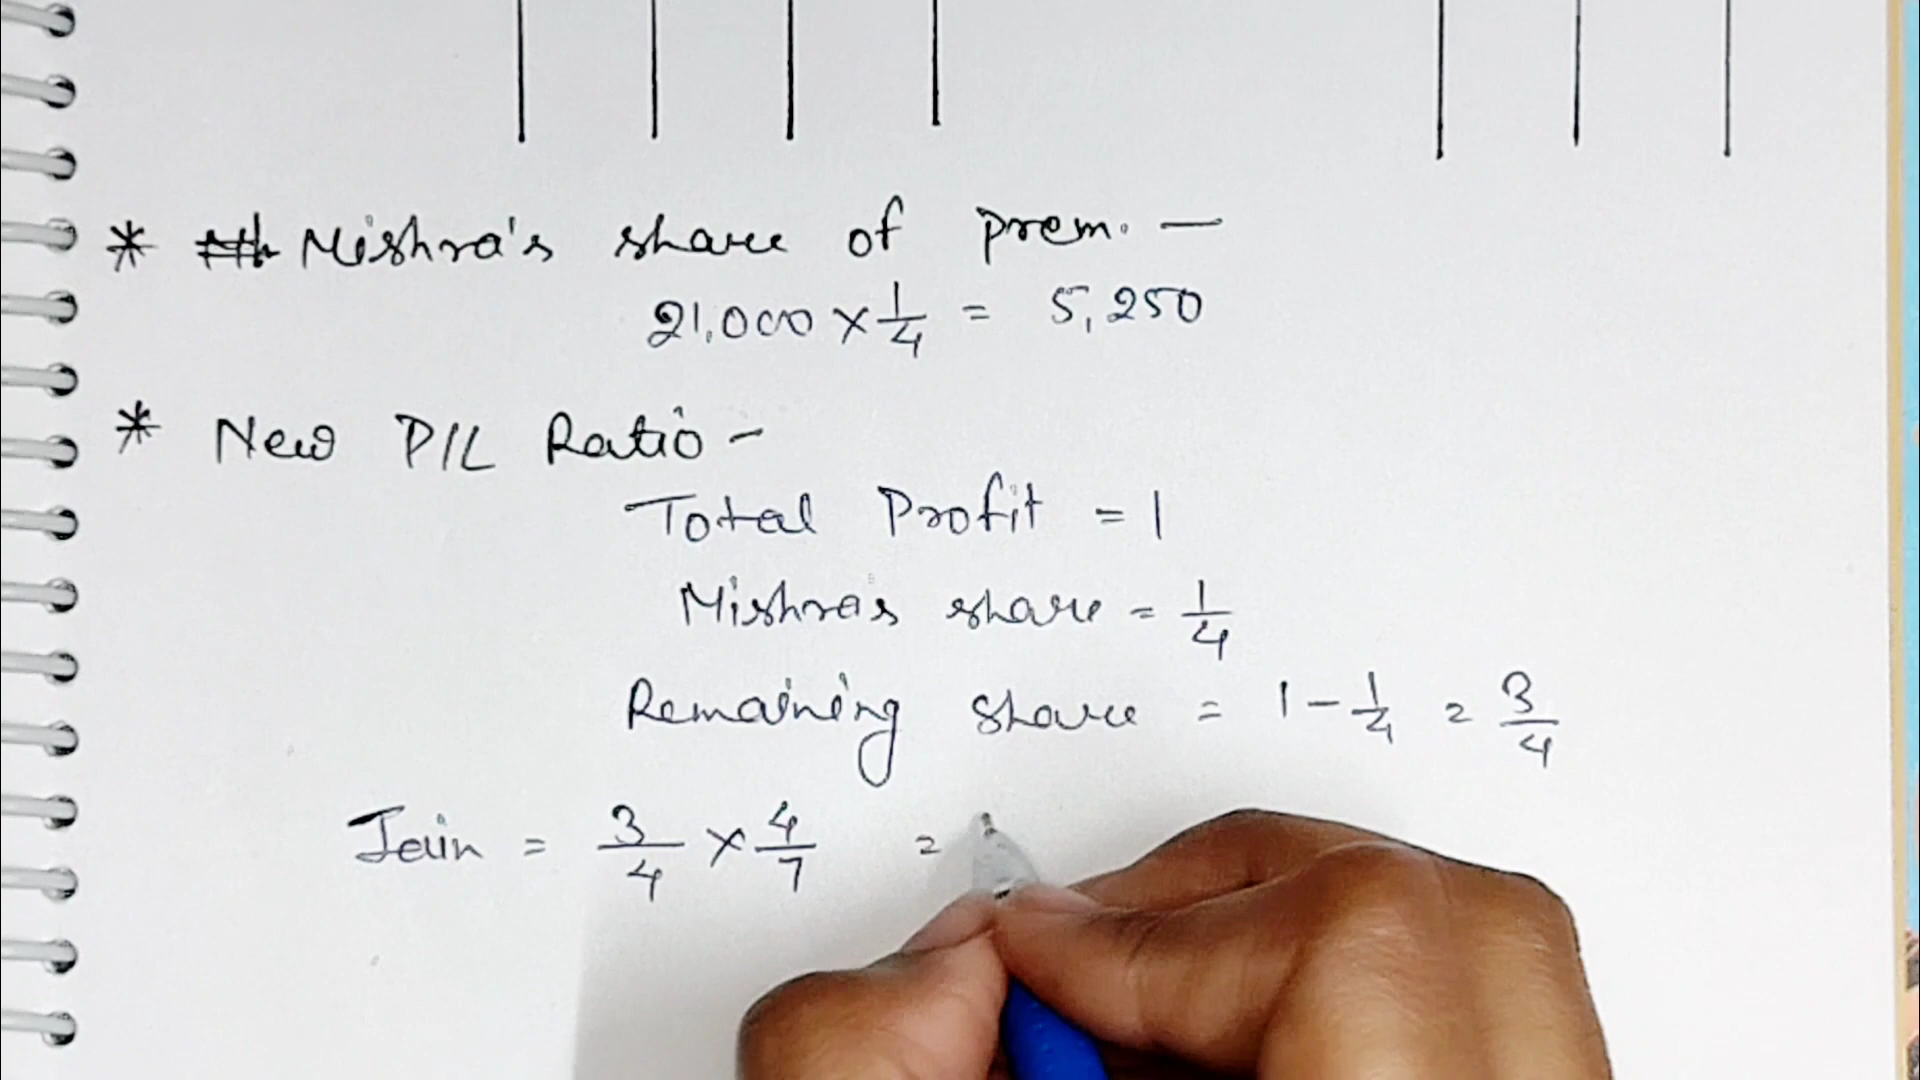 * Mishra's share of prem. —
21,000 × 1/4 = 5,250
* New P/L Ratio -
Total Profit = 1
Mishra's share = 1/4
Remaining share = 1 - 1/4 = 3/4
Jain = 3/4 × 4/7 =